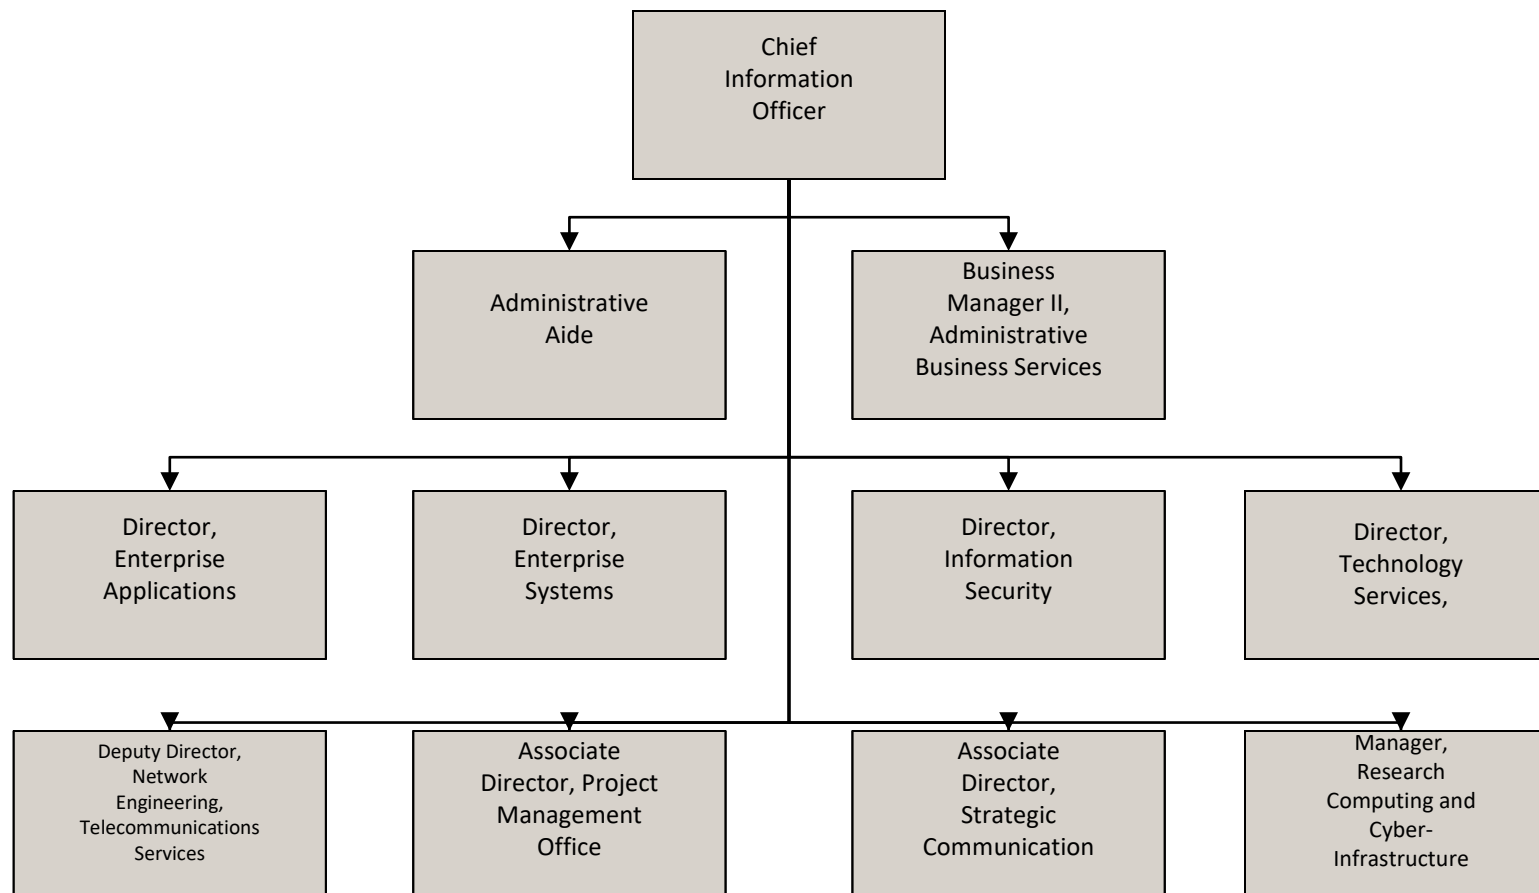 Chief
Information
Officer
Administrative
Aide
Business
Manager II,
Administrative
Business Services
Director,
Enterprise
Applications
Director,
Enterprise
Systems
Director,
Information
Security
Director,
Technology
Services,
Deputy Director,
Network
Engineering,
Telecommunications
Services
Associate
Director, Project
Management
Office
Associate
Director,
Strategic
Communication
Manager,
Research
Computing and
Cyber-
Infrastructure